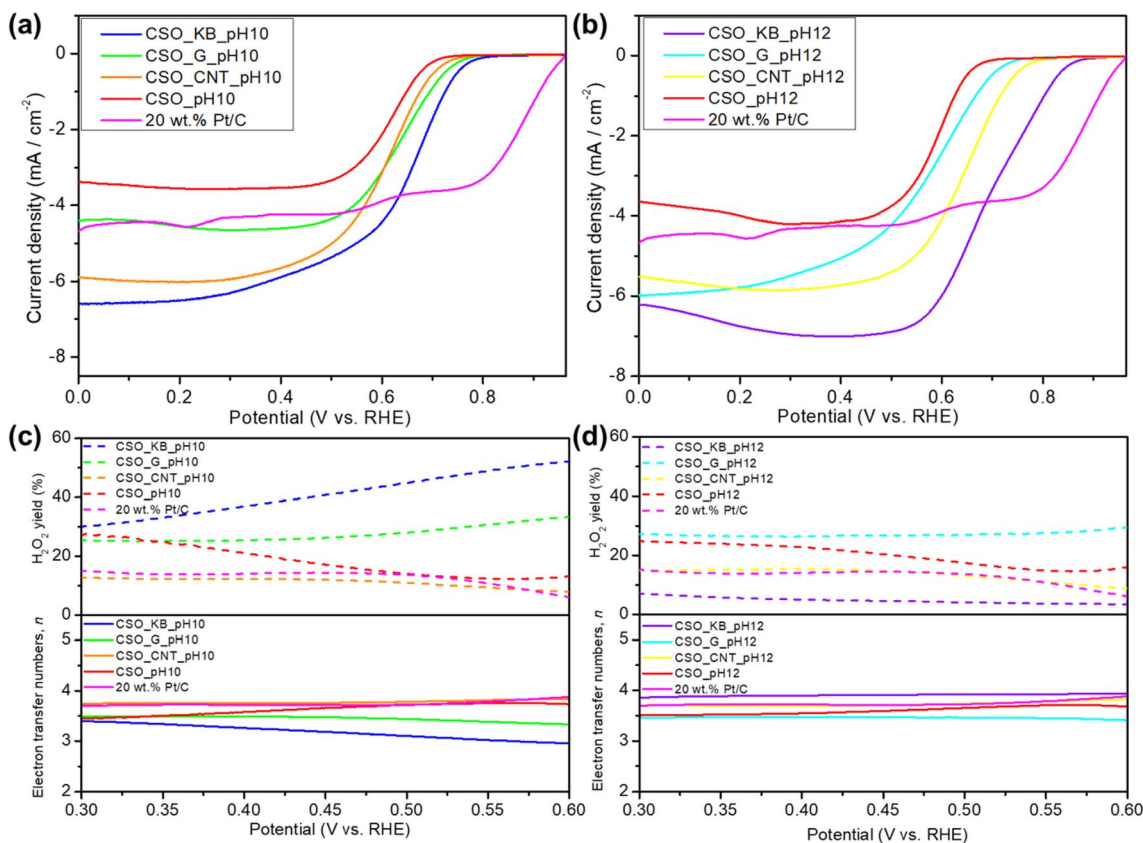 (a)
CSO_KB_pH10
CSO_G_pH10
CSO_CNT_pH10
CSO_pH10
20 wt.% Pt/C
0
-2
-4
-6
-8
Current density (mA / cm⁻²)
0.0 0.2 0.4 0.6 0.8
Potential (V vs. RHE)
(b)
CSO_KB_pH12
CSO_G_pH12
CSO_CNT_pH12
CSO_pH12
20 wt.% Pt/C
0
-2
-4
-6
-8
Current density (mA / cm⁻²)
0.0 0.2 0.4 0.6 0.8
Potential (V vs. RHE)
(c)
60
40
20
0
H₂O₂ yield (%)
CSO_KB_pH10
CSO_G_pH10
CSO_CNT_pH10
CSO_pH10
20 wt.% Pt/C
5
4
3
2
Electron transfer numbers, n
CSO_KB_pH10
CSO_G_pH10
CSO_CNT_pH10
CSO_pH10
20 wt.% Pt/C
0.30 0.35 0.40 0.45 0.50 0.55 0.60
Potential (V vs. RHE)
(d)
60
40
20
0
H₂O₂ yield (%)
CSO_KB_pH12
CSO_G_pH12
CSO_CNT_pH12
CSO_pH12
20 wt.% Pt/C
5
4
3
2
Electron transfer numbers, n
CSO_KB_pH12
CSO_G_pH12
CSO_CNT_pH12
CSO_pH12
20 wt.% Pt/C
0.30 0.35 0.40 0.45 0.50 0.55 0.60
Potential (V vs. RHE)